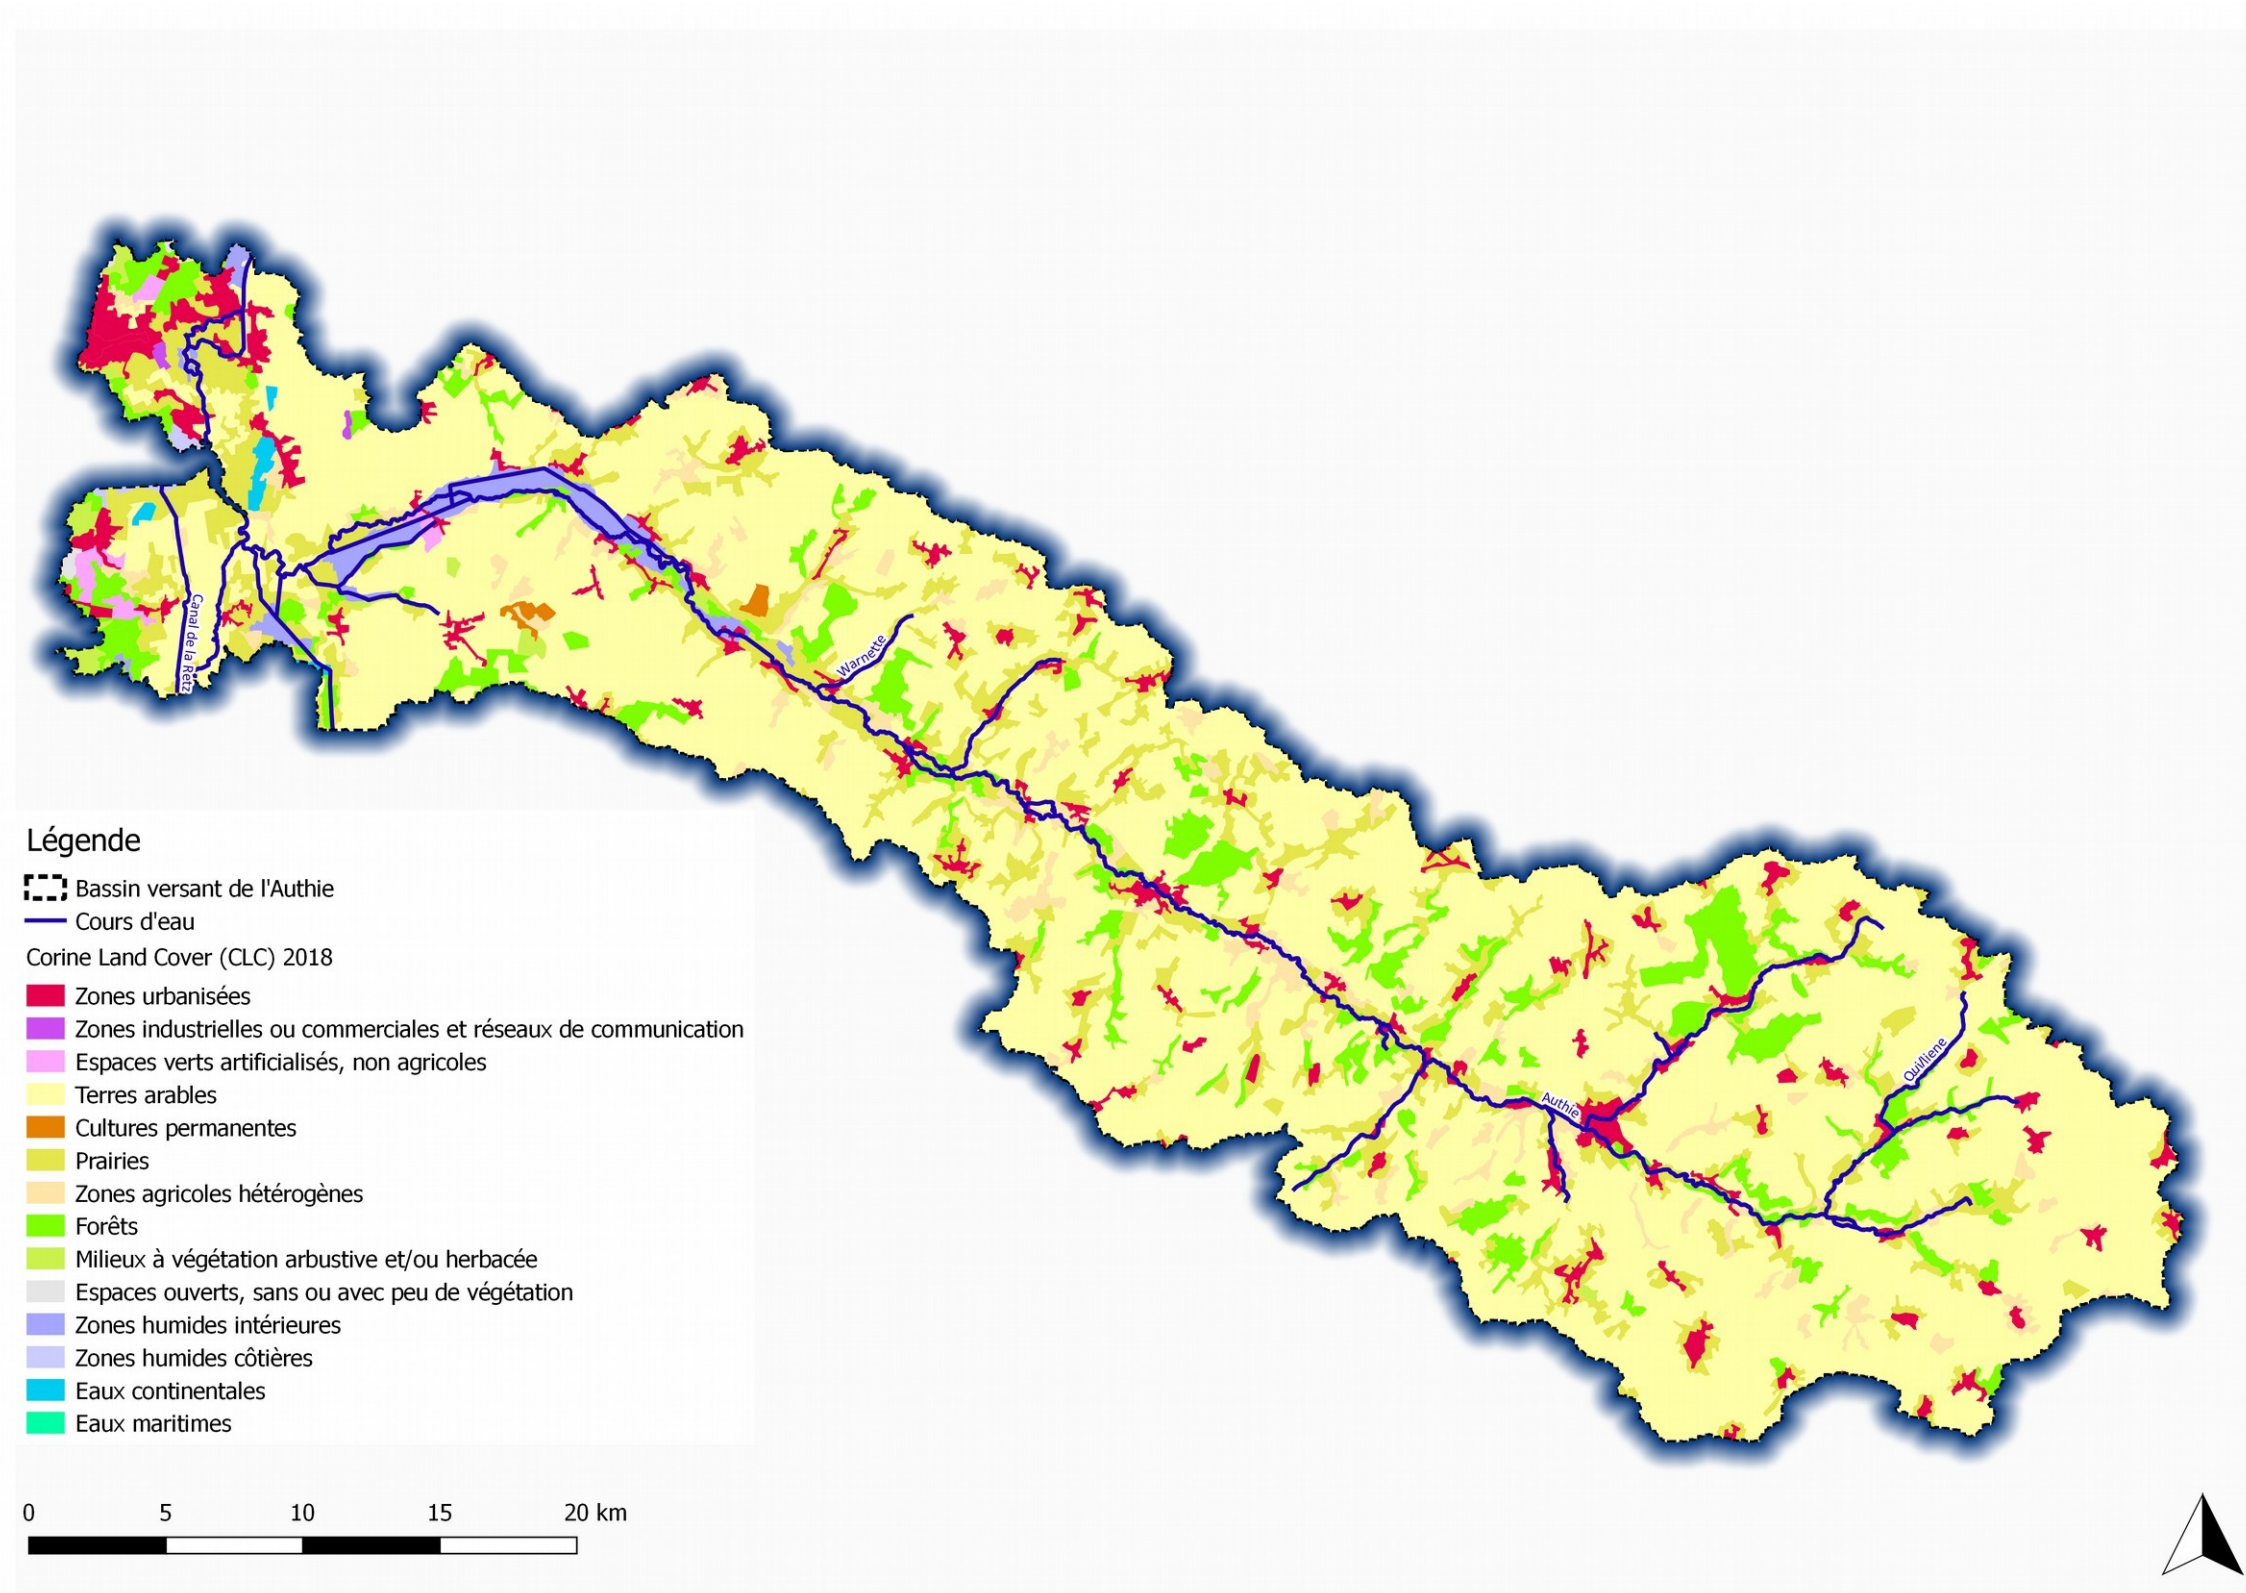 Canal de la Retz
Warnette
Authie
Quillienne
Légende
Bassin versant de l'Authie
Cours d'eau
Corine Land Cover (CLC) 2018
Zones urbanisées
Zones industrielles ou commerciales et réseaux de communication
Espaces verts artificialisés, non agricoles
Terres arables
Cultures permanentes
Prairies
Zones agricoles hétérogènes
Forêts
Milieux à végétation arbustive et/ou herbacée
Espaces ouverts, sans ou avec peu de végétation
Zones humides intérieures
Zones humides côtières
Eaux continentales
Eaux maritimes
0 5 10 15 20 km